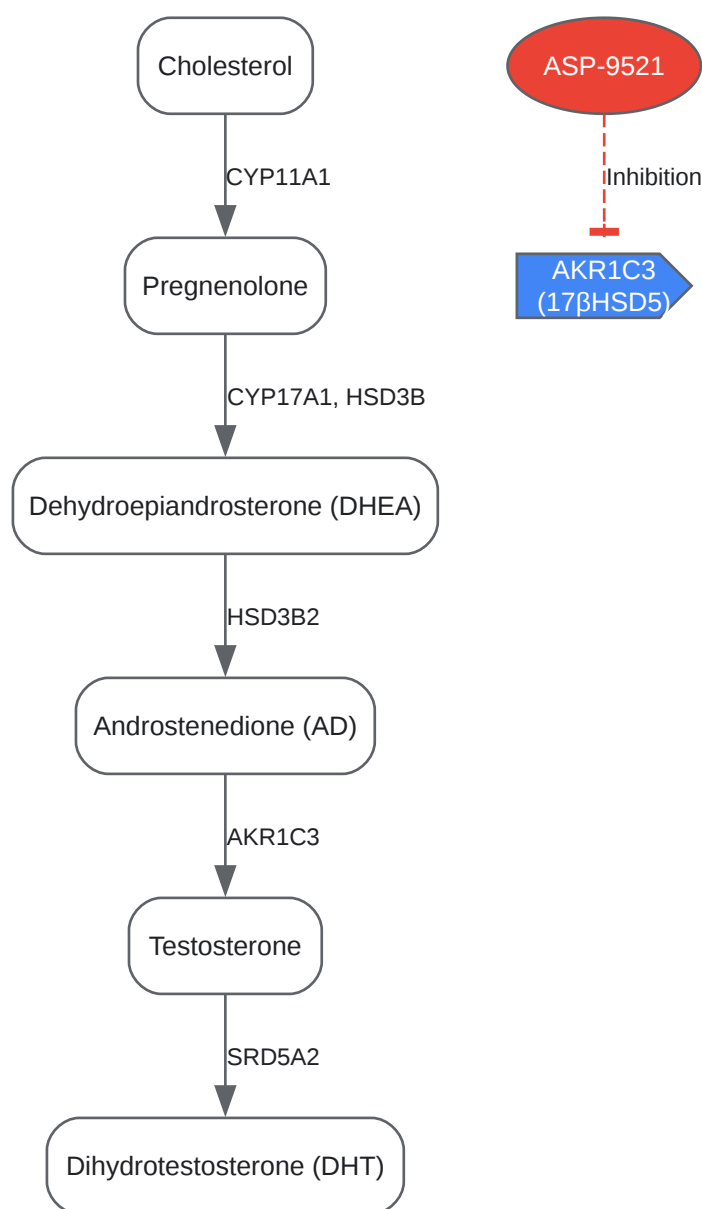 Cholesterol
ASP-9521
CYP11A1
Inhibition
Pregnenolone
AKR1C3
(17βHSD5)
CYP17A1, HSD3B
Dehydroepiandrosterone (DHEA)
HSD3B2
Androstenedione (AD)
AKR1C3
Testosterone
SRD5A2
Dihydrotestosterone (DHT)